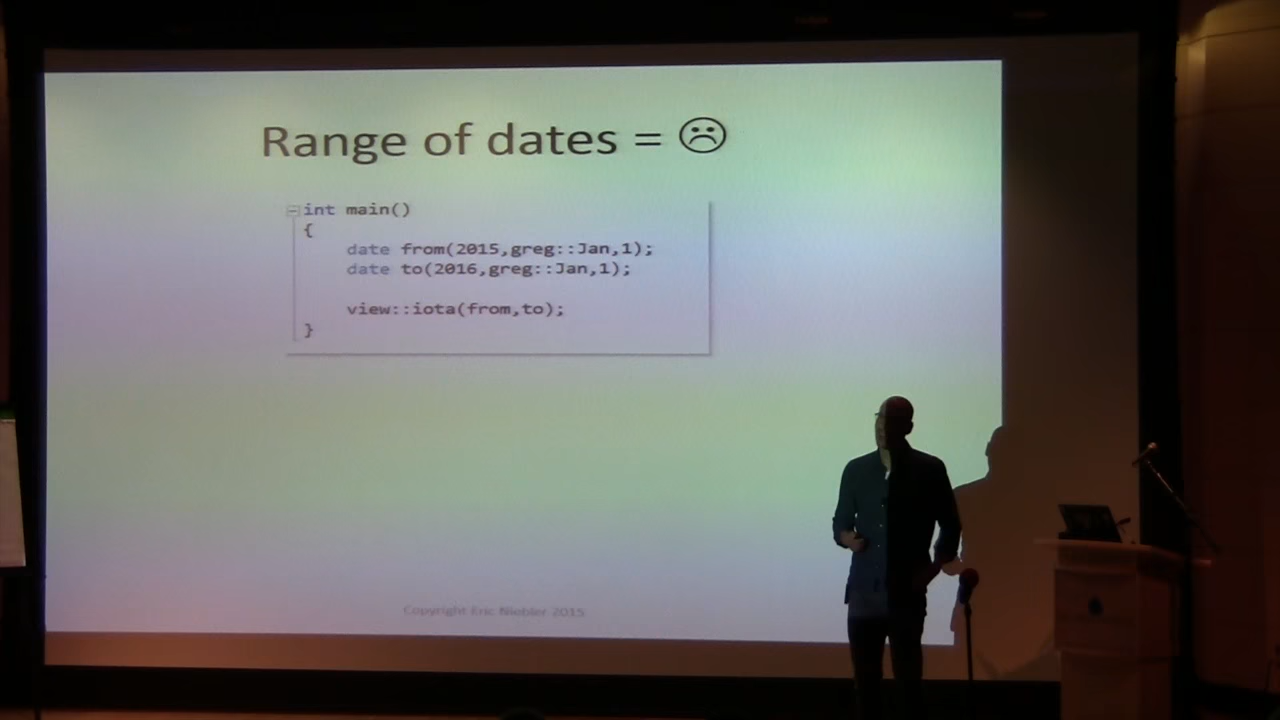 Range of dates = ☹
int main()
{
    date from(2015,greg::Jan,1);
    date to(2016,greg::Jan,1);

    view::iota(from,to);
}
Copyright Eric Niebler 2015